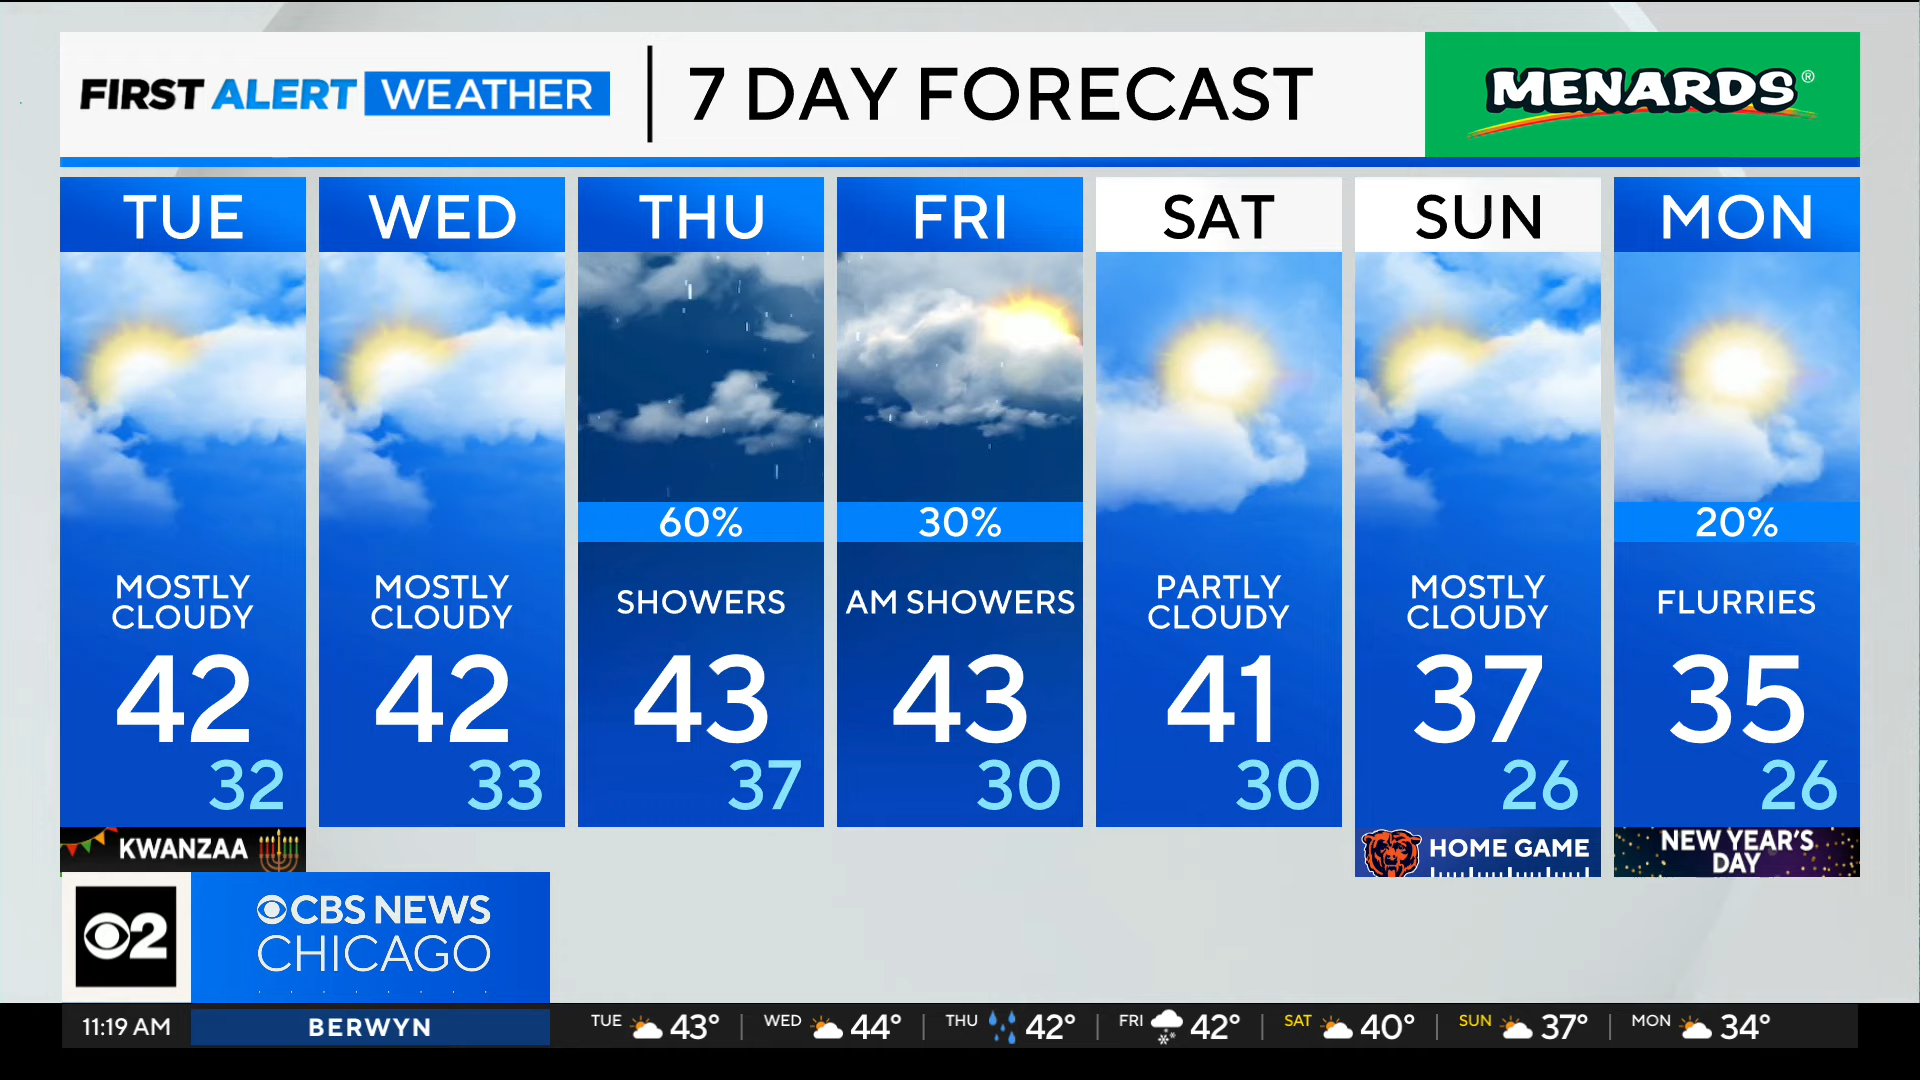 FIRST ALERT WEATHER
7 DAY FORECAST
MENARDS®
TUE
MOSTLY
CLOUDY
42
32
KWANZAA
WED
MOSTLY
CLOUDY
42
33
THU
60%
SHOWERS
43
37
FRI
30%
AM SHOWERS
43
30
SAT
PARTLY
CLOUDY
41
30
SUN
MOSTLY
CLOUDY
37
26
HOME GAME
MON
20%
FLURRIES
35
26
NEW YEAR'S
DAY
2
CBS NEWS
CHICAGO
11:19 AM
BERWYN
TUE 43° | WED 44° | THU 42° | FRI 42° | SAT 40° | SUN 37° | MON 34°